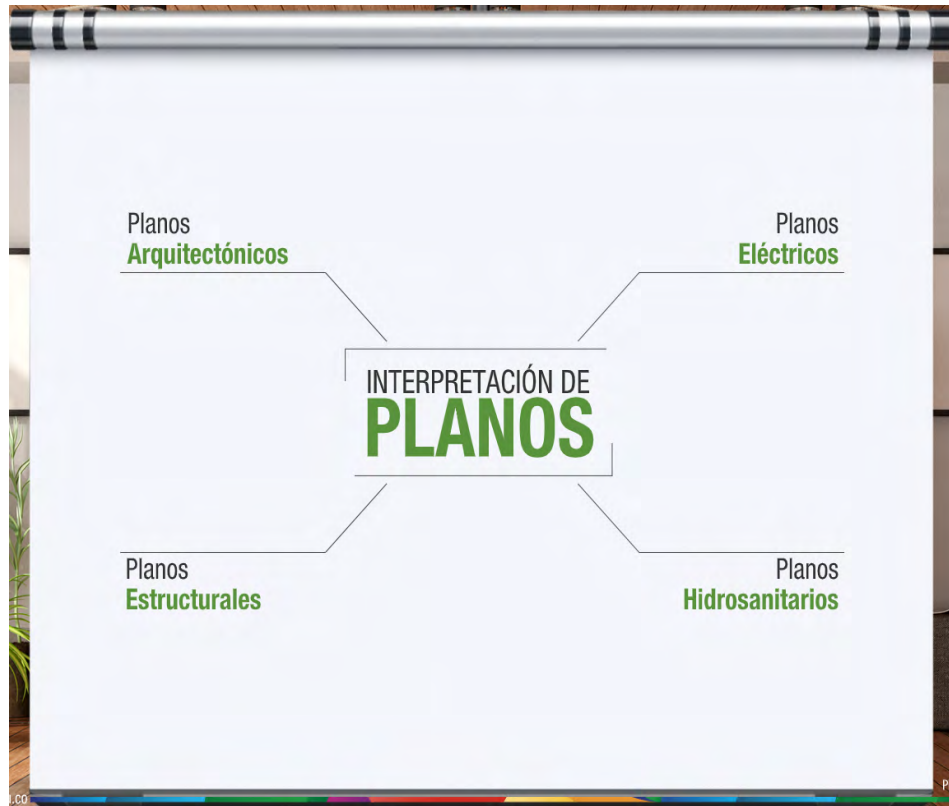 Planos
Arquitectónicos
Planos
Eléctricos
INTERPRETACIÓN DE
PLANOS
Planos
Estructurales
Planos
Hidrosanitarios